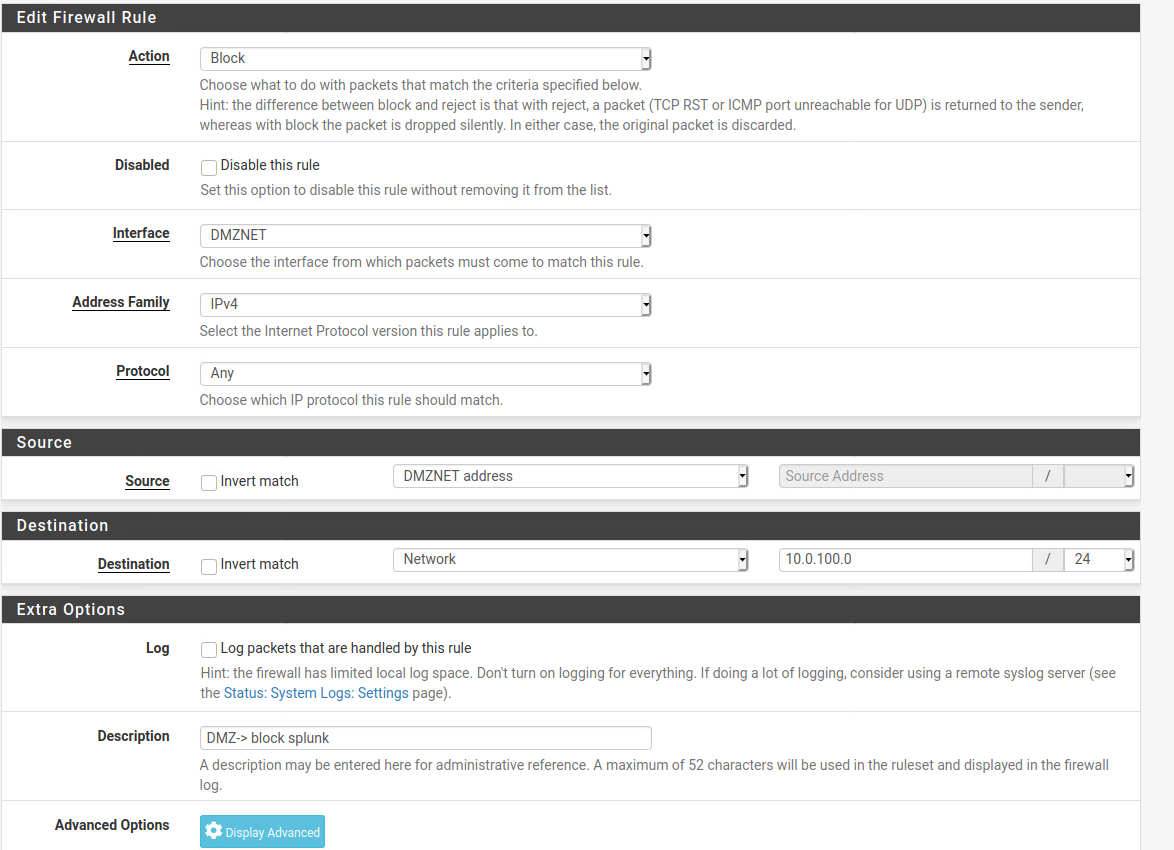 Edit Firewall Rule
Action
Block
Choose what to do with packets that match the criteria specified below.
Hint: the difference between block and reject is that with reject, a packet (TCP RST or ICMP port unreachable for UDP) is returned to the sender,
whereas with block the packet is dropped silently. In either case, the original packet is discarded.
Disabled
Disable this rule
Set this option to disable this rule without removing it from the list.
Interface
DMZNET
Choose the interface from which packets must come to match this rule.
Address Family
IPv4
Select the Internet Protocol version this rule applies to.
Protocol
Any
Choose which IP protocol this rule should match.
Source
Source
Invert match
DMZNET address
Source Address
/
Destination
Destination
Invert match
Network
10.0.100.0
/
24
Extra Options
Log
Log packets that are handled by this rule
Hint: the firewall has limited local log space. Don't turn on logging for everything. If doing a lot of logging, consider using a remote syslog server (see
the Status: System Logs: Settings page).
Description
DMZ-> block splunk
A description may be entered here for administrative reference. A maximum of 52 characters will be used in the ruleset and displayed in the firewall
log.
Advanced Options
Display Advanced